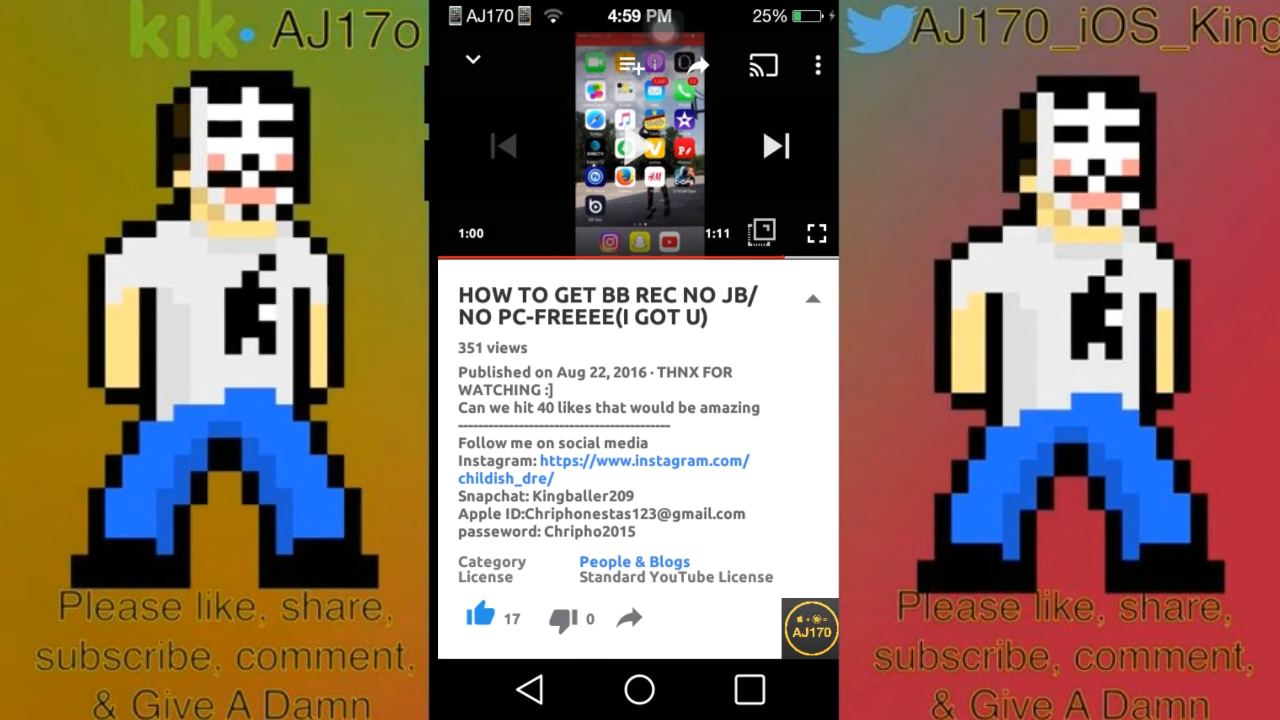 kik• AJ17o
AJ170
4:59 PM
25%
AJ170_iOS_King
1:00
1:11
HOW TO GET BB REC NO JB/
NO PC-FREEEE(I GOT U)
351 views
Published on Aug 22, 2016 · THNX FOR
WATCHING :]
Can we hit 40 likes that would be amazing
------------------------------------------
Follow me on social media
Instagram: https://www.instagram.com/
childish_dre/
Snapchat: Kingballer209
Apple ID:Chriphonestas123@gmail.com
passeword: Chripho2015
Category People & Blogs
License Standard YouTube License
17
0
AJ170
Please like, share,
subscribe, comment,
& Give A Damn
Please like, share,
subscribe, comment,
& Give A Damn